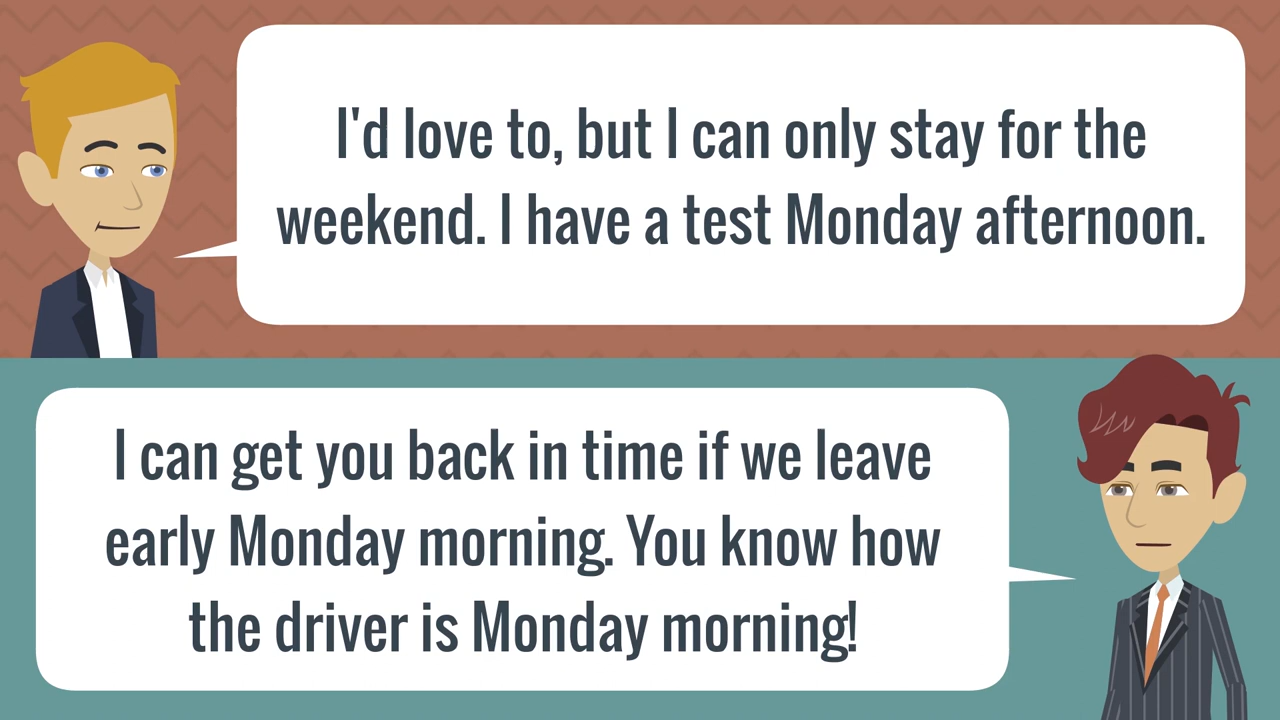 I'd love to, but I can only stay for the
weekend. I have a test Monday afternoon.
I can get you back in time if we leave
early Monday morning. You know how
the driver is Monday morning!